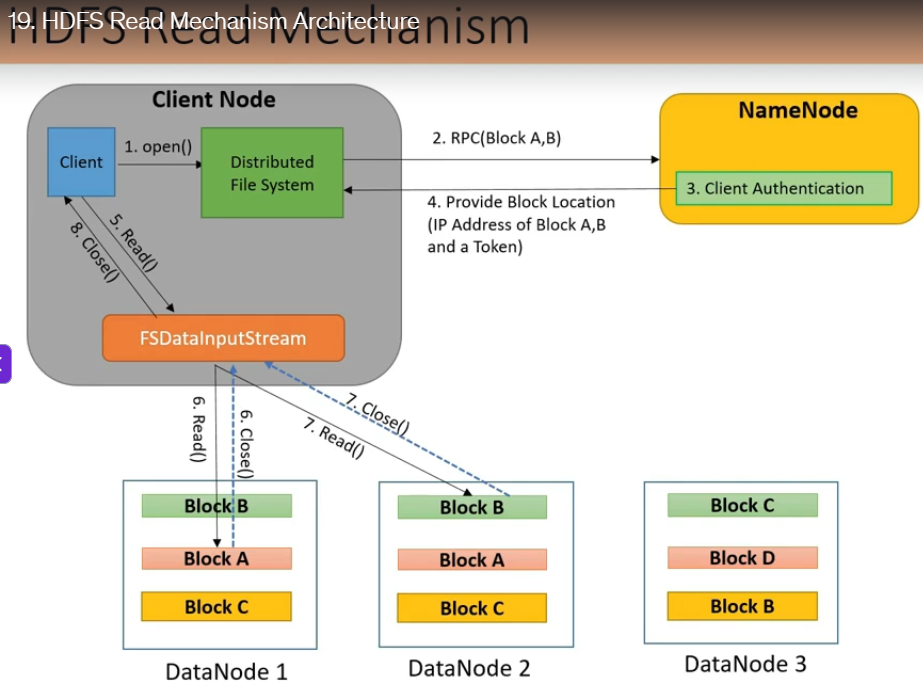 19. HDFS Read Mechanism Architecture
HDFS Read Mechanism
Client Node
Client
1. open()
Distributed
File System
2. RPC(Block A,B)
NameNode
3. Client Authentication
4. Provide Block Location
(IP Address of Block A,B
and a Token)
5. Read()
8. Close()
FSDataInputStream
6. Read()
6. Close()
7. Close()
7. Read()
Block B
Block A
Block C
DataNode 1
Block B
Block A
Block C
DataNode 2
Block C
Block D
Block B
DataNode 3